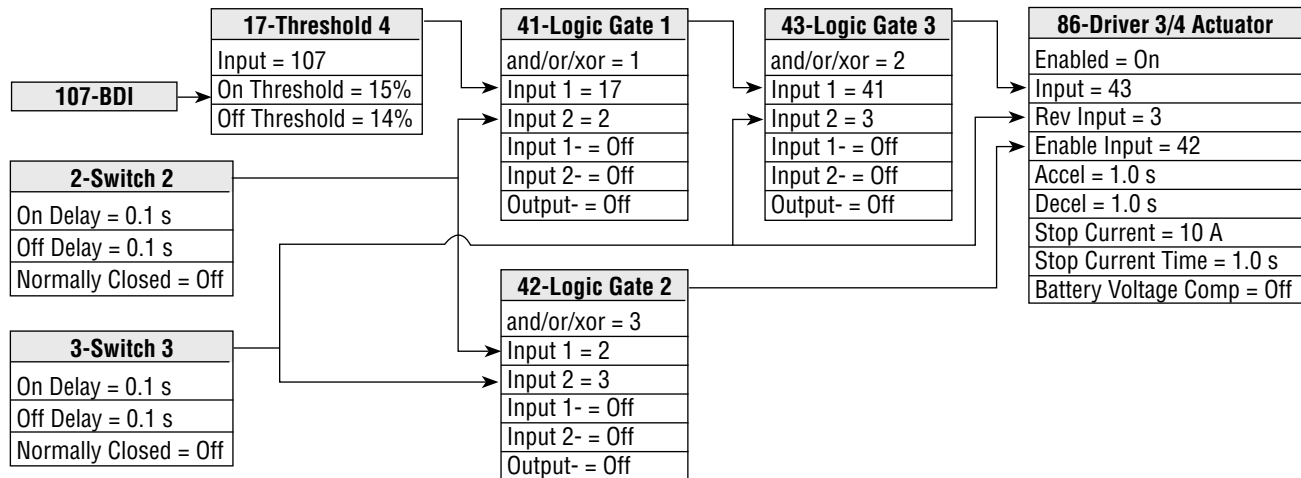 107-BDI
17-Threshold 4
Input = 107
On Threshold = 15%
Off Threshold = 14%
2-Switch 2
On Delay = 0.1 s
Off Delay = 0.1 s
Normally Closed = Off
3-Switch 3
On Delay = 0.1 s
Off Delay = 0.1 s
Normally Closed = Off
41-Logic Gate 1
and/or/xor = 1
Input 1 = 17
Input 2 = 2
Input 1- = Off
Input 2- = Off
Output- = Off
42-Logic Gate 2
and/or/xor = 3
Input 1 = 2
Input 2 = 3
Input 1- = Off
Input 2- = Off
Output- = Off
43-Logic Gate 3
and/or/xor = 2
Input 1 = 41
Input 2 = 3
Input 1- = Off
Input 2- = Off
Output- = Off
86-Driver 3/4 Actuator
Enabled = On
Input = 43
Rev Input = 3
Enable Input = 42
Accel = 1.0 s
Decel = 1.0 s
Stop Current = 10 A
Stop Current Time = 1.0 s
Battery Voltage Comp = Off